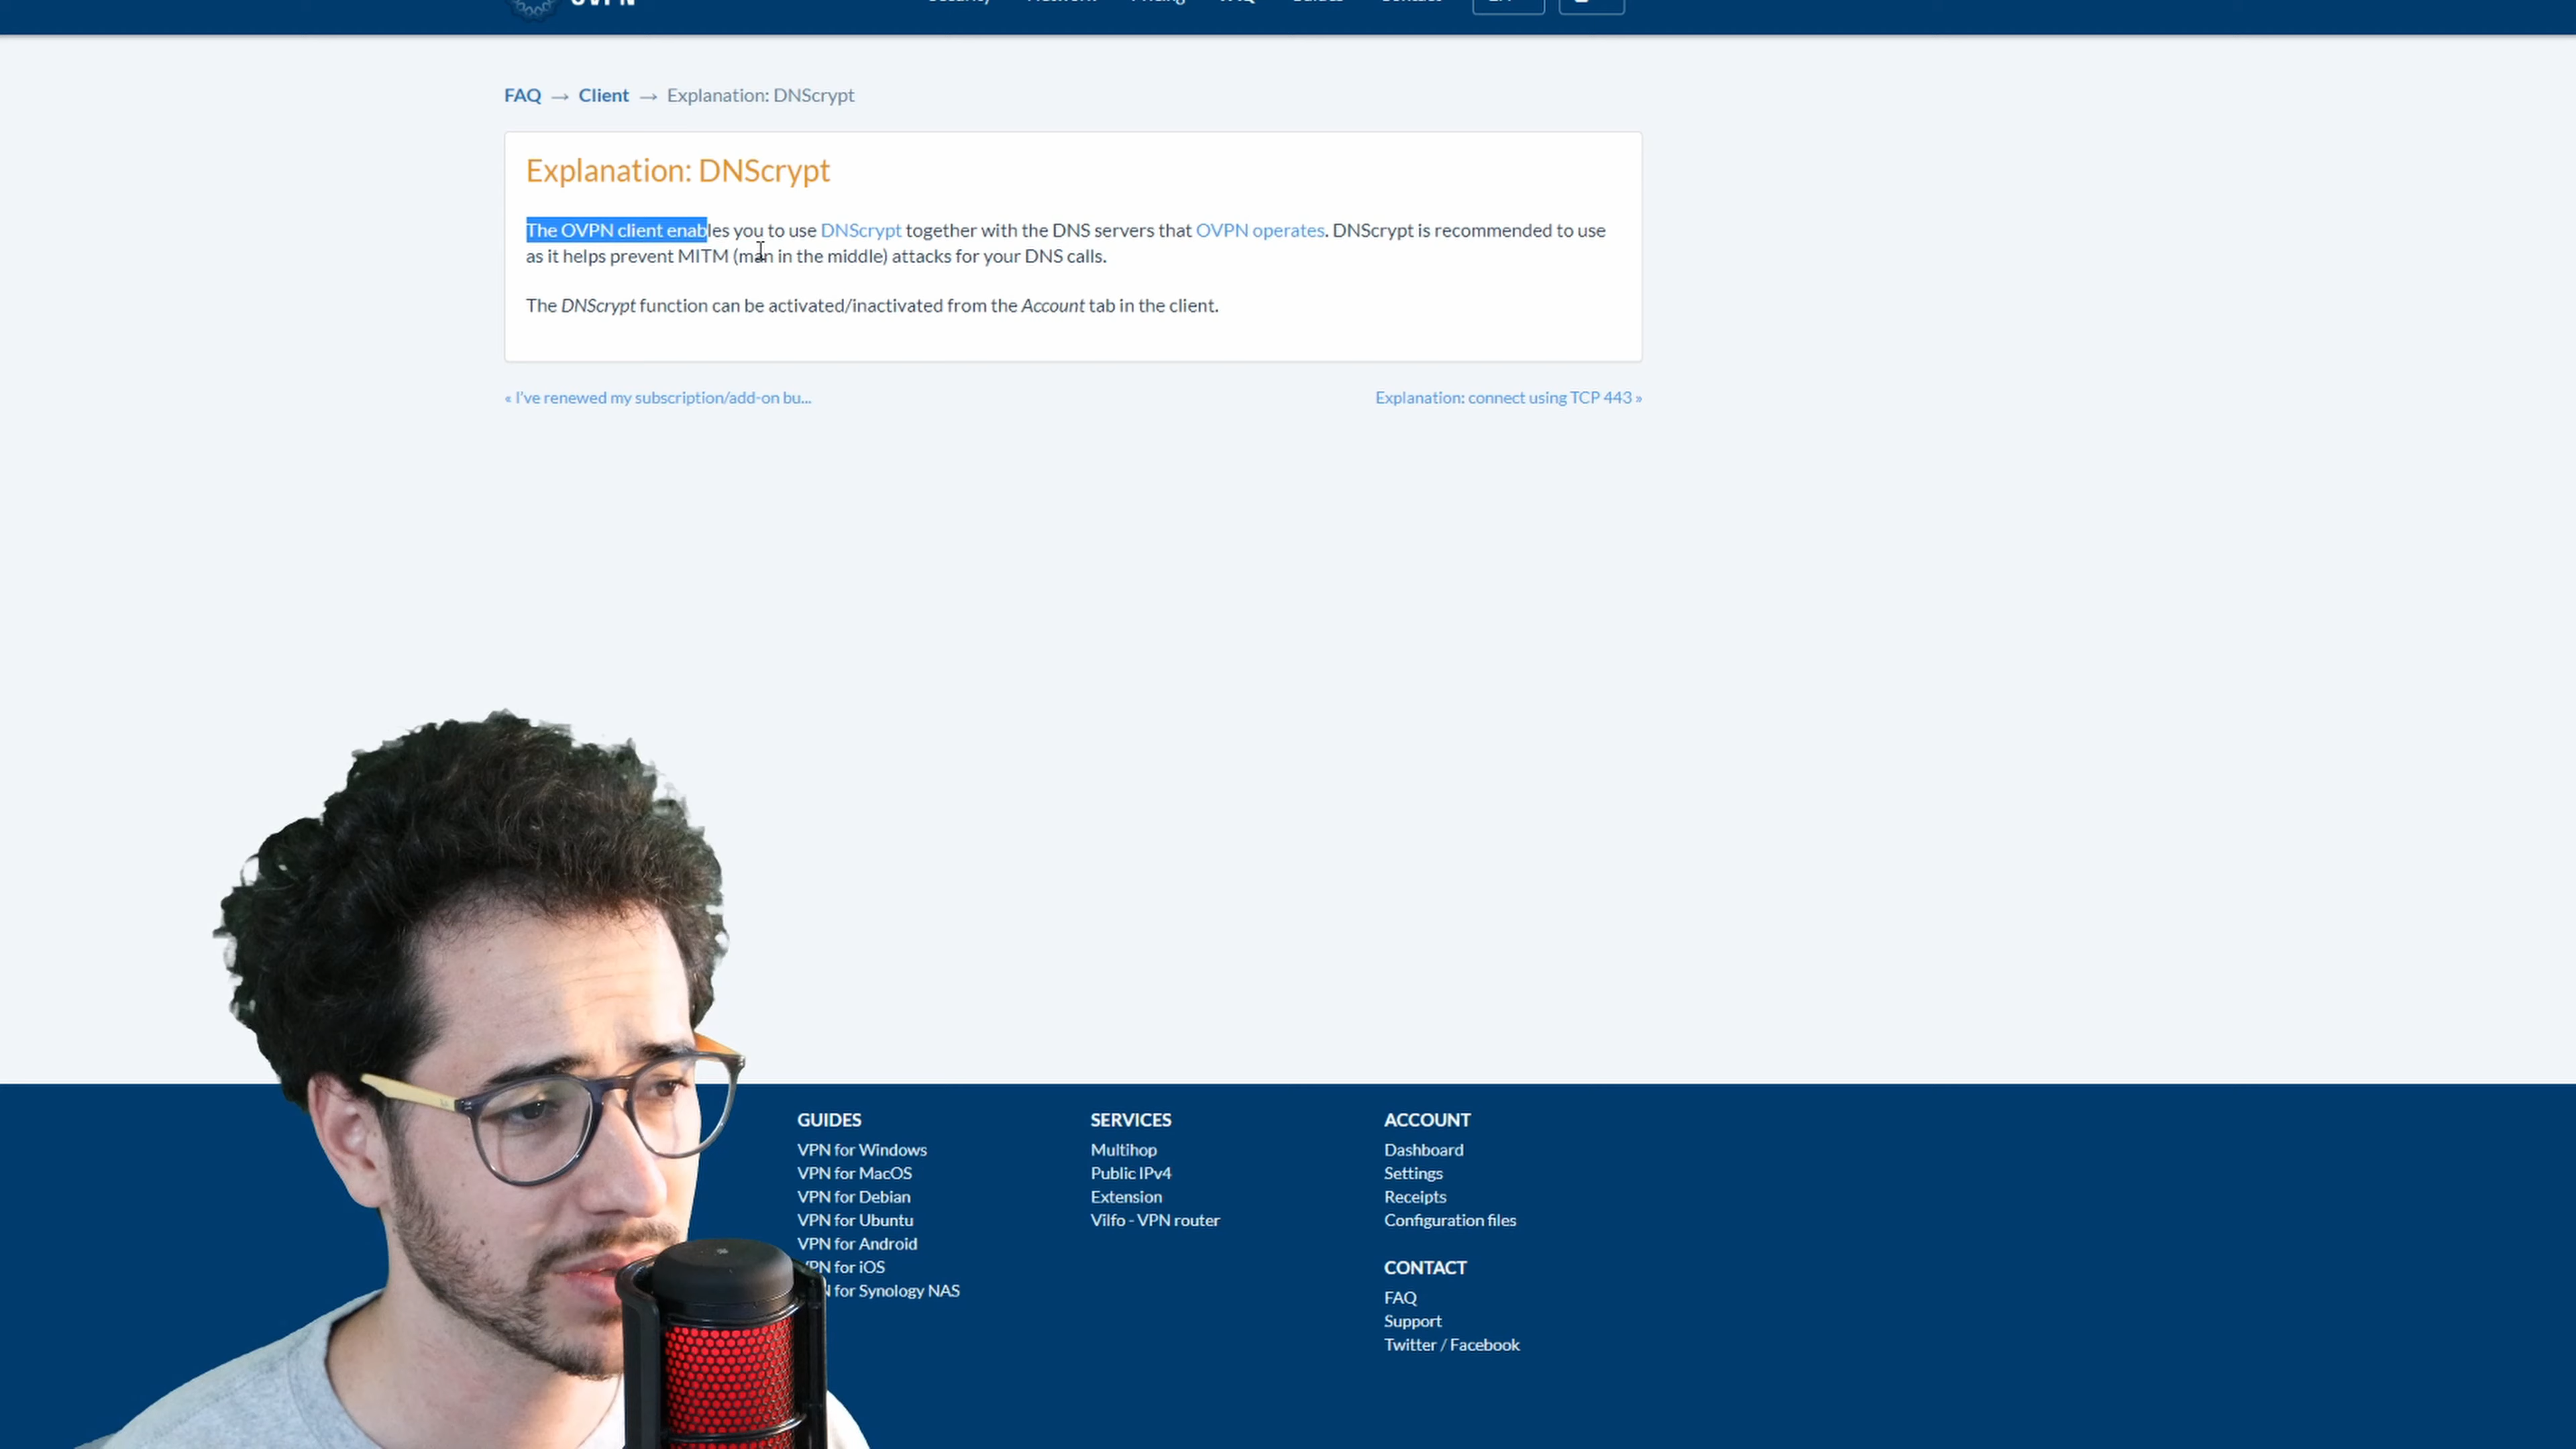 OVPN
FAQ → Client → Explanation: DNScrypt
Explanation: DNScrypt
The OVPN client enables you to use DNScrypt together with the DNS servers that OVPN operates. DNScrypt is recommended to use
as it helps prevent MITM (man in the middle) attacks for your DNS calls.
The DNScrypt function can be activated/inactivated from the Account tab in the client.
« I've renewed my subscription/add-on bu...
Explanation: connect using TCP 443 »
GUIDES
VPN for Windows
VPN for MacOS
VPN for Debian
VPN for Ubuntu
VPN for Android
VPN for iOS
for Synology NAS
SERVICES
Multihop
Public IPv4
Extension
Vilfo - VPN router
ACCOUNT
Dashboard
Settings
Receipts
Configuration files
CONTACT
FAQ
Support
Twitter / Facebook